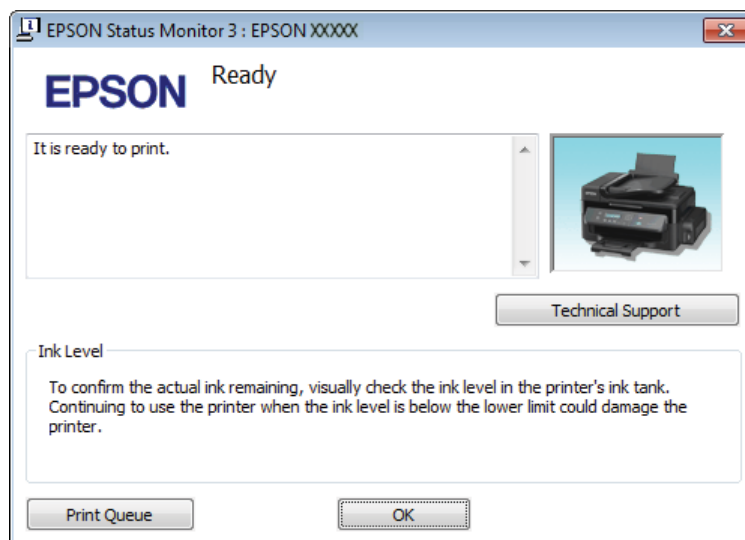 EPSON Status Monitor 3 : EPSON XXXXX
EPSON
Ready
It is ready to print.
Technical Support
Ink Level
To confirm the actual ink remaining, visually check the ink level in the printer's ink tank.
Continuing to use the printer when the ink level is below the lower limit could damage the
printer.
Print Queue
OK